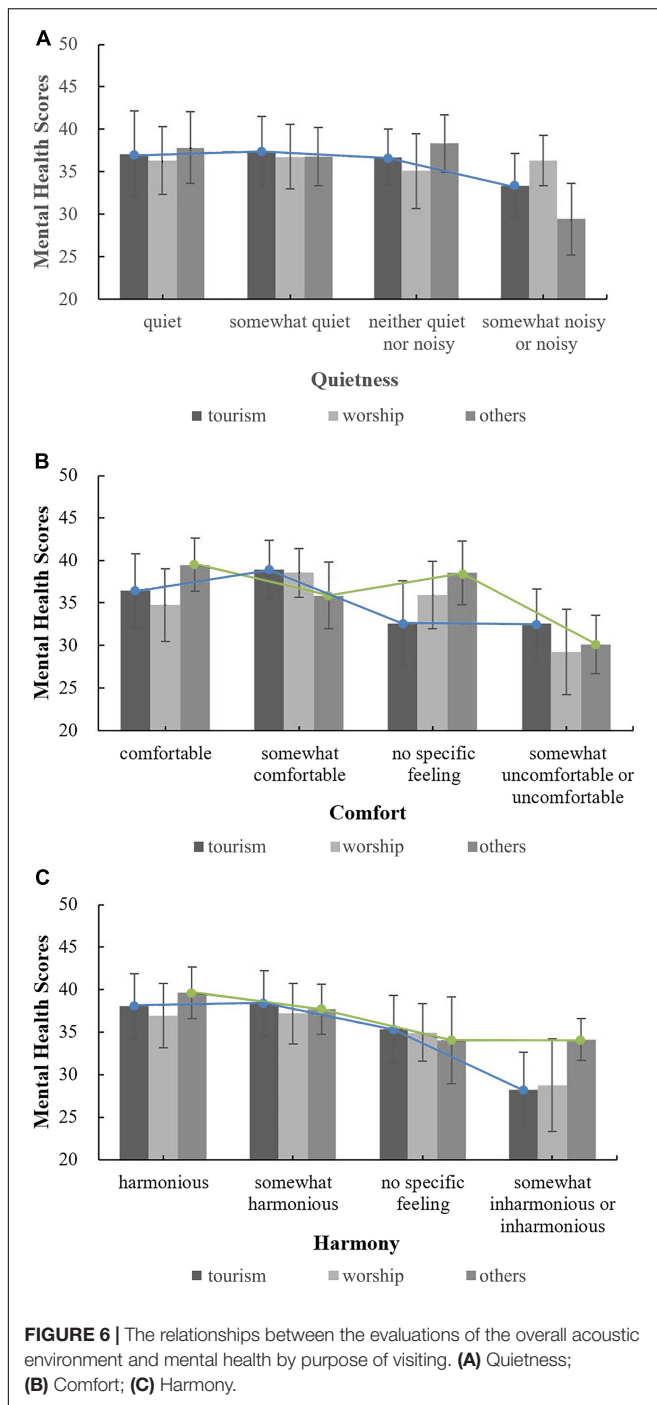 A
50
45
40
35
30
25
20
Mental Health Scores
quiet
somewhat quiet
neither quiet
nor noisy
somewhat noisy
or noisy
Quietness
tourism
worship
others
B
50
45
40
35
30
25
20
Mental Health Scores
comfortable
somewhat
comfortable
no specific
feeling
somewhat
uncomfortable or
uncomfortable
Comfort
tourism
worship
others
C
50
45
40
35
30
25
20
Mental Health Scores
harmonious
somewhat
harmonious
no specific
feeling
somewhat
inharmonious or
inharmonious
Harmony
tourism
worship
others
FIGURE 6 | The relationships between the evaluations of the overall acoustic
environment and mental health by purpose of visiting. (A) Quietness;
(B) Comfort; (C) Harmony.